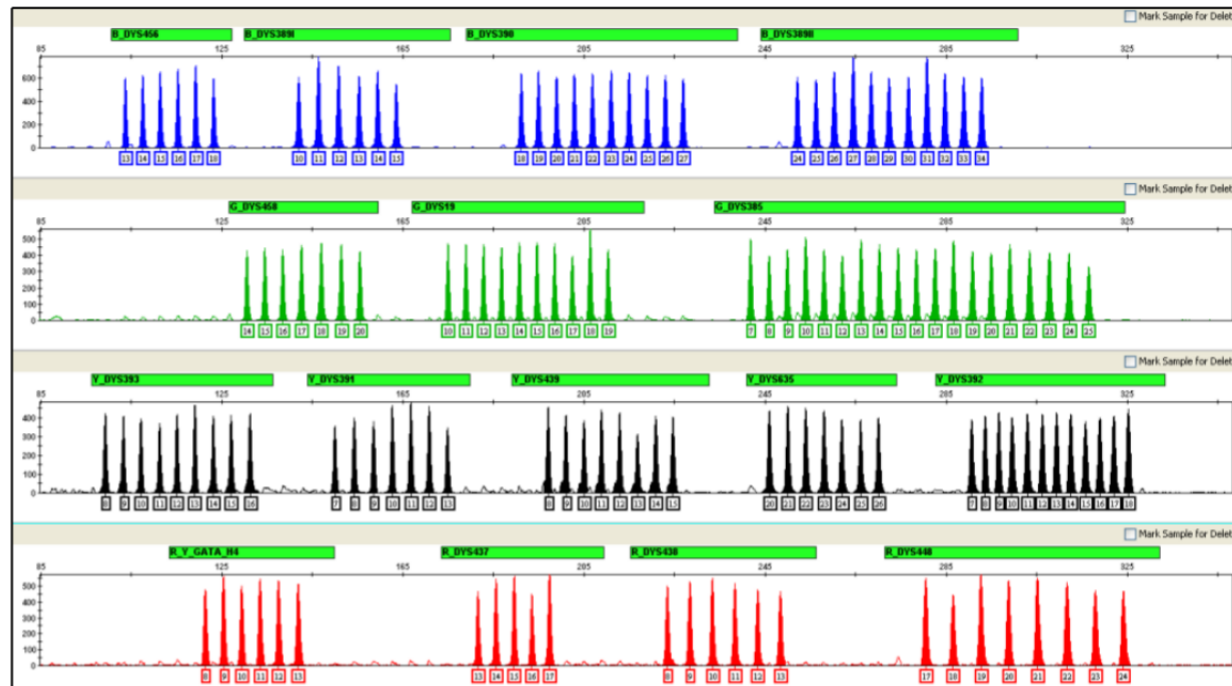 Mark Sample for Delet
B_DYS456 B_DYS389I B_DYS390 B_DYS389II
85 125 165 205 245 285 325
600
400
200
0
13 14 15 16 17 18 10 11 12 13 14 15 18 19 20 21 22 23 24 25 26 27 24 25 26 27 28 29 30 31 32 33 34
Mark Sample for Delet
G_DYS458 G_DYS19 G_DYS385
85 125 165 205 245 285 325
500
400
300
200
100
0
14 15 16 17 18 19 20 10 11 12 13 14 15 16 17 18 19 7 8 9 10 11 12 13 14 15 16 17 18 19 20 21 22 23 24 25
Mark Sample for Delet
Y_DYS393 Y_DYS391 Y_DYS439 Y_DYS635 Y_DYS392
85 125 165 205 245 285 325
400
300
200
100
0
8 9 10 11 12 13 14 15 16 7 8 9 10 11 12 13 8 9 10 11 12 13 14 15 20 21 22 23 24 25 26 7 8 9 10 11 12 13 14 15 16 17 18
Mark Sample for Delet
R_Y_GATA_H4 R_DYS437 R_DYS438 R_DYS448
85 125 165 205 245 285 325
500
400
300
200
100
0
8 9 10 11 12 13 13 14 15 16 17 8 9 10 11 12 13 17 18 19 20 21 22 23 24